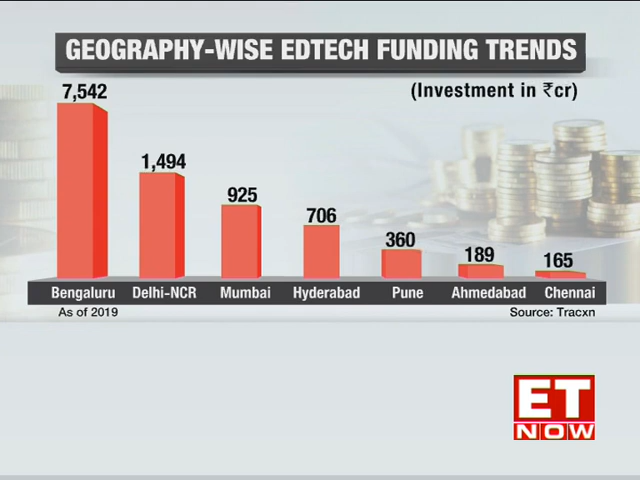 GEOGRAPHY-WISE EDTECH FUNDING TRENDS
(Investment in ₹cr)
7,542
1,494
925
706
360
189
165
Bengaluru Delhi-NCR Mumbai Hyderabad Pune Ahmedabad Chennai
As of 2019 Source: Tracxn
ET
NOW